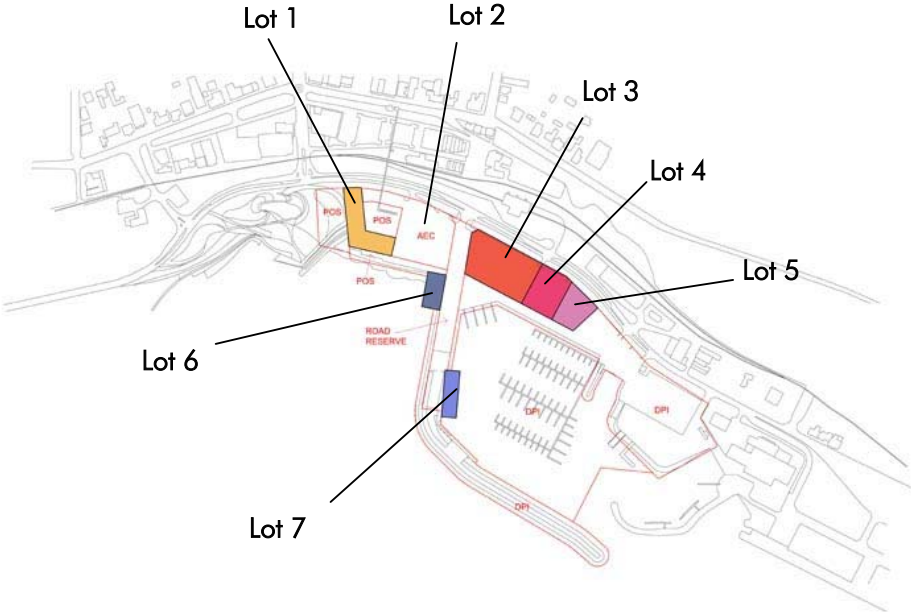 Lot 1
Lot 2
Lot 3
Lot 4
Lot 5
POS
POS
AEC
POS
ROAD
RESERVE
Lot 6
DPI
DPI
Lot 7
DPI